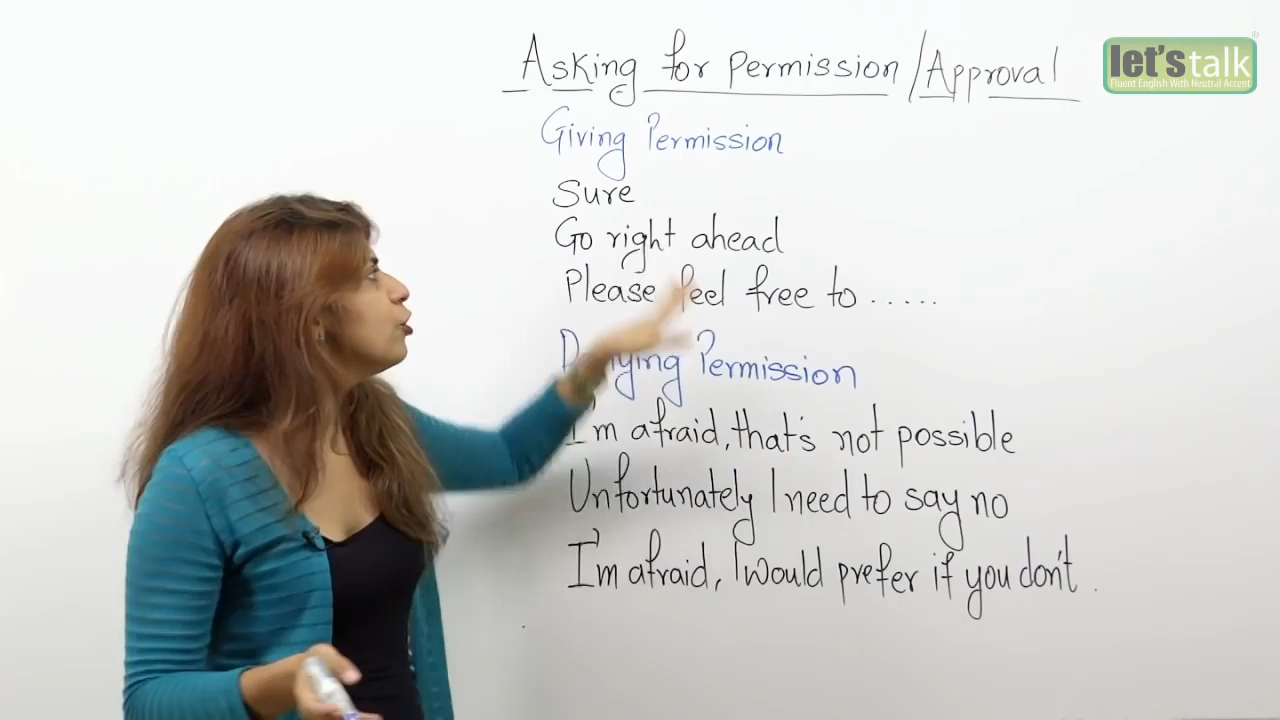 Asking for Permission / Approval
let's talk
Fluent English With Neutral Accent
Giving Permission
Sure
Go right ahead
Please feel free to .....
Denying Permission
I'm afraid, that's not possible
Unfortunately I need to say no
I'm afraid, I would prefer if you don't.